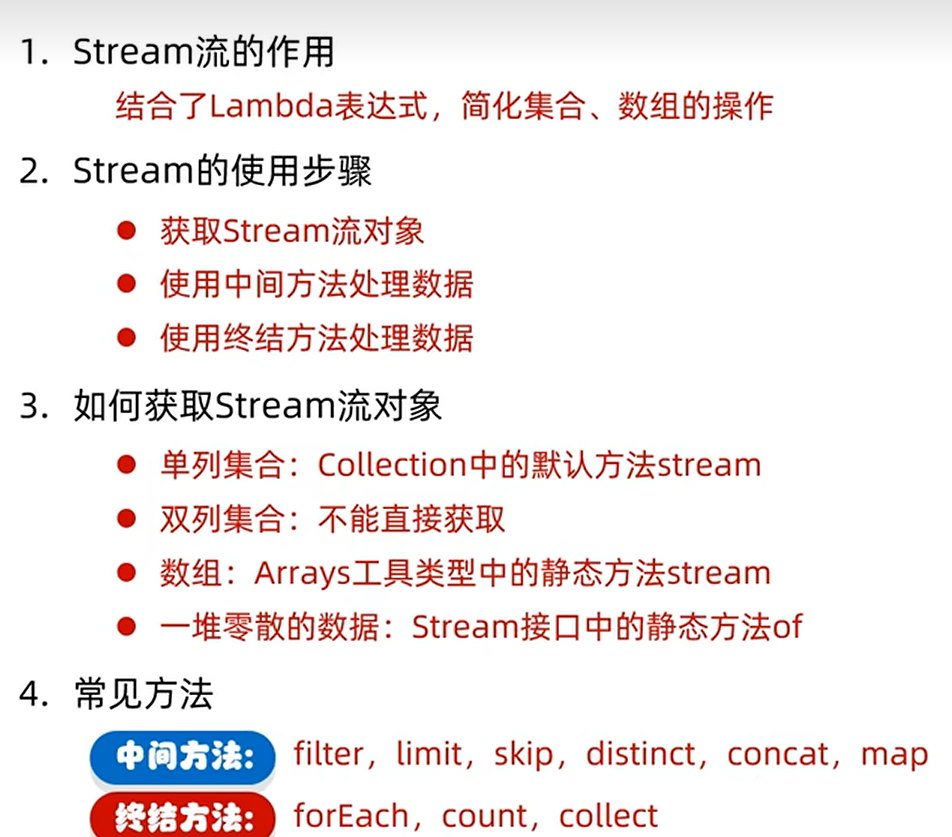 1. Stream流的作用
结合了Lambda表达式，简化集合、数组的操作
2. Stream的使用步骤
● 获取Stream流对象
● 使用中间方法处理数据
● 使用终结方法处理数据
3. 如何获取Stream流对象
● 单列集合：Collection中的默认方法stream
● 双列集合：不能直接获取
● 数组：Arrays工具类型中的静态方法stream
● 一堆零散的数据：Stream接口中的静态方法of
4. 常见方法
中间方法: filter，limit，skip，distinct，concat，map
终结方法: forEach，count，collect